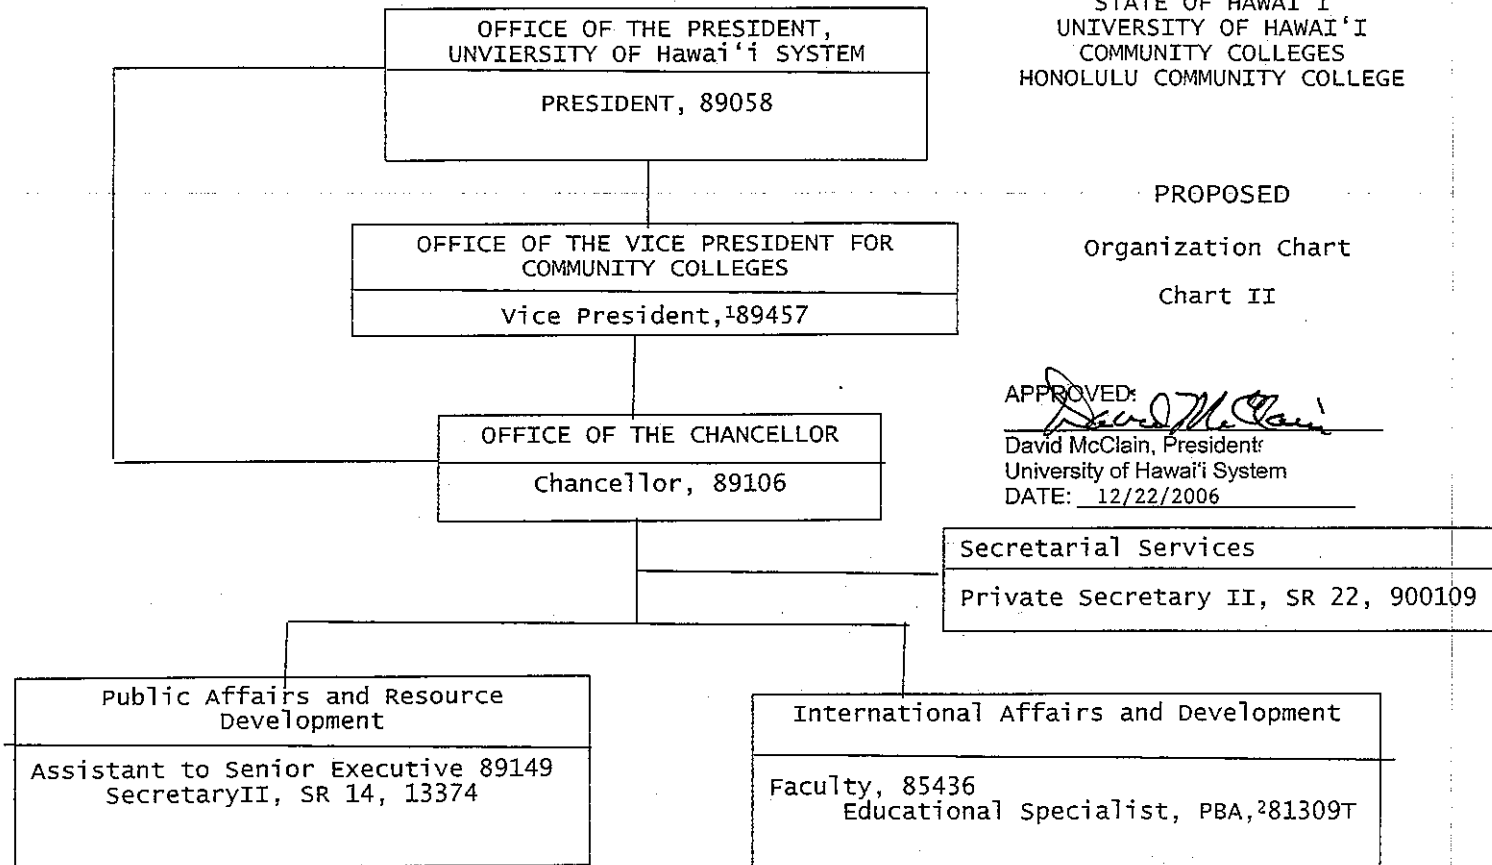 STATE OF HAWAI'I
UNIVERSITY OF HAWAI'I
COMMUNITY COLLEGES
HONOLULU COMMUNITY COLLEGE
PROPOSED
Organization Chart
Chart II
APPROVED:
David McClain
David McClain, President
University of Hawai'i System
DATE: 12/22/2006
OFFICE OF THE PRESIDENT,
UNVIERSITY OF Hawai'i SYSTEM
PRESIDENT, 89058
OFFICE OF THE VICE PRESIDENT FOR
COMMUNITY COLLEGES
Vice President,¹89457
OFFICE OF THE CHANCELLOR
Chancellor, 89106
Secretarial Services
Private Secretary II, SR 22, 900109
Public Affairs and Resource
Development
Assistant to Senior Executive 89149
SecretaryII, SR 14, 13374
International Affairs and Development
Faculty, 85436
Educational Specialist, PBA,²81309T